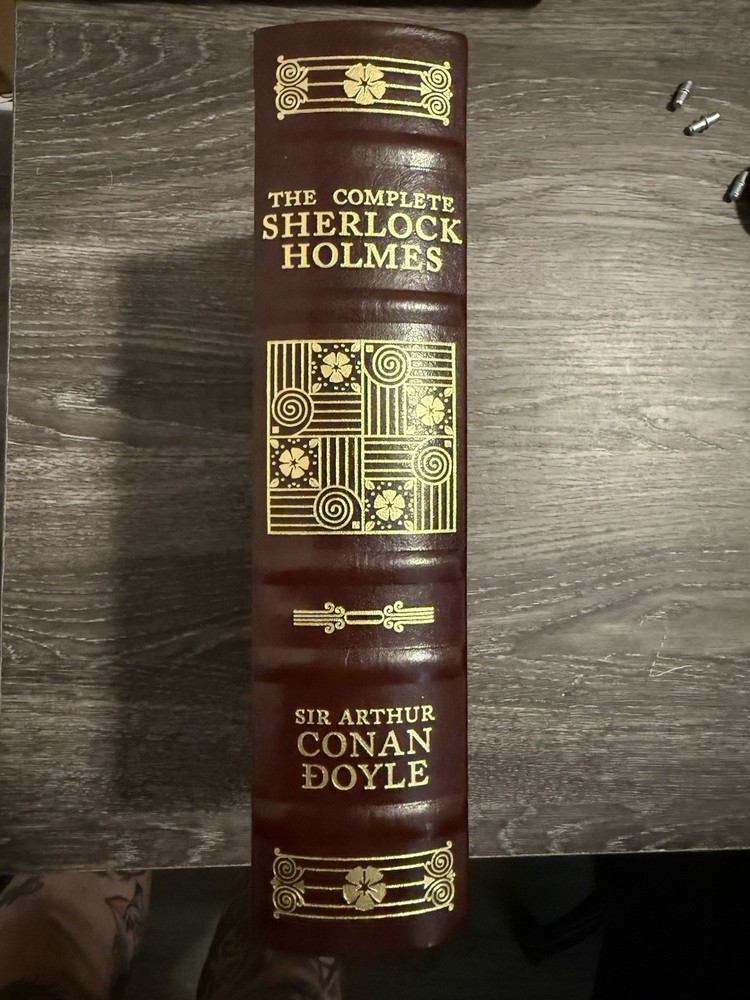 THE COMPLETE
SHERLOCK
HOLMES
SIR ARTHUR
CONAN
DOYLE